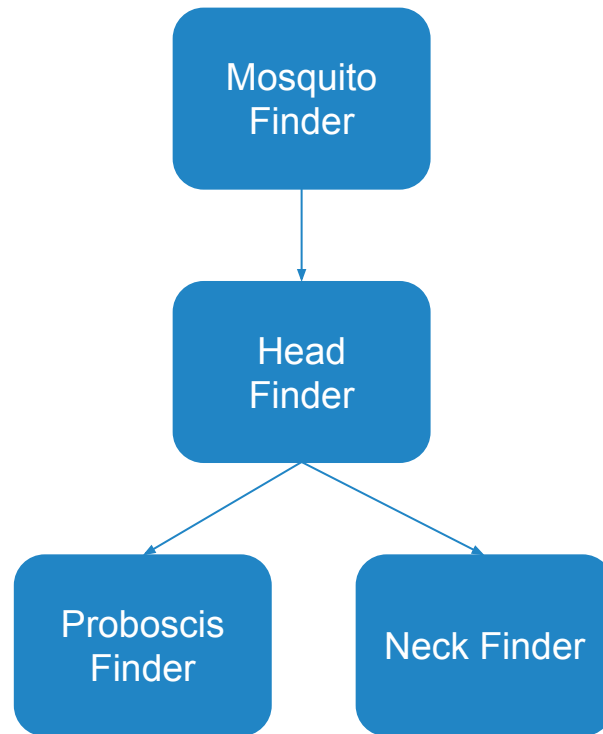 Mosquito
Finder
Head
Finder
Proboscis
Finder
Neck Finder